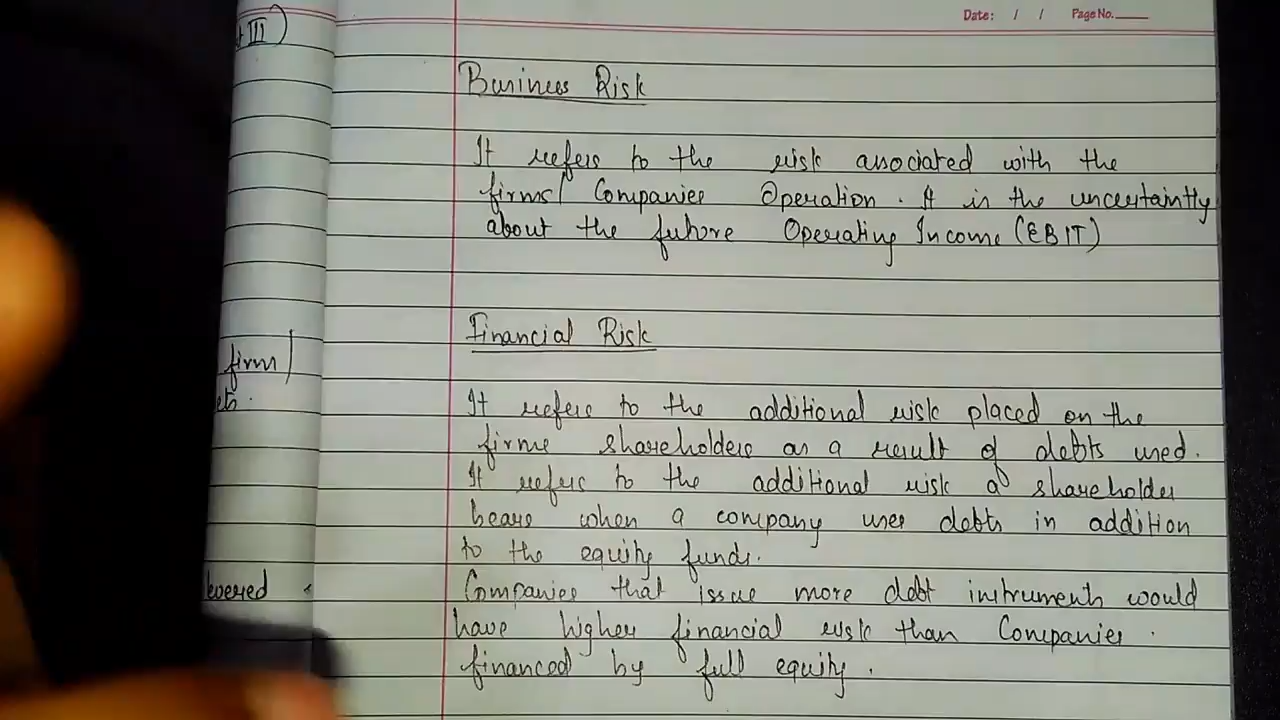 III)
Date: / / Page No.
Business Risk
It refers to the risk associated with the
firms/ Companies Operation. It is the uncertaintly
about the future Operating Income (EBIT)
Financial Risk
firm
It refers to the additional risk placed on the
firms shareholders as a result of debts used.
It refers to the additional risk a shareholder
bears when a company uses debts in addition
to the equity funds.
Companies that issue more debt instruments would
have higher financial risk than Companies.
financed by full equity.